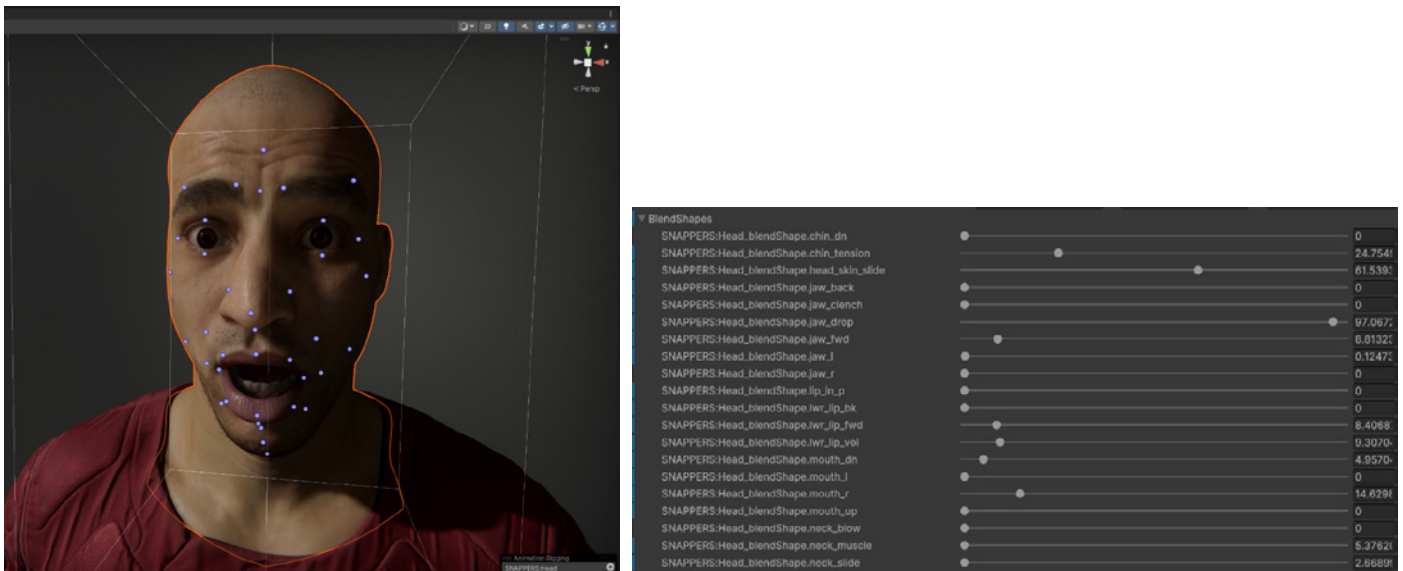 2D
y
x
< Persp
Animation Rigging
SNAPPERS:Head
BlendShapes
SNAPPERS:Head_blendShape.chin_dn 0
SNAPPERS:Head_blendShape.chin_tension 24.754
SNAPPERS:Head_blendShape.head_skin_slide 61.539
SNAPPERS:Head_blendShape.jaw_back 0
SNAPPERS:Head_blendShape.jaw_clench 0
SNAPPERS:Head_blendShape.jaw_drop 97.067
SNAPPERS:Head_blendShape.jaw_fwd 8.8132
SNAPPERS:Head_blendShape.jaw_l 0.1247
SNAPPERS:Head_blendShape.jaw_r 0
SNAPPERS:Head_blendShape.lip_in_p 0
SNAPPERS:Head_blendShape.lwr_lip_bk 0
SNAPPERS:Head_blendShape.lwr_lip_fwd 8.4068
SNAPPERS:Head_blendShape.lwr_lip_vol 9.3070
SNAPPERS:Head_blendShape.mouth_dn 4.9570
SNAPPERS:Head_blendShape.mouth_l 0
SNAPPERS:Head_blendShape.mouth_r 14.629
SNAPPERS:Head_blendShape.mouth_up 0
SNAPPERS:Head_blendShape.neck_blow 0
SNAPPERS:Head_blendShape.neck_muscle 5.3762
SNAPPERS:Head_blendShape.neck_slide 2.6689